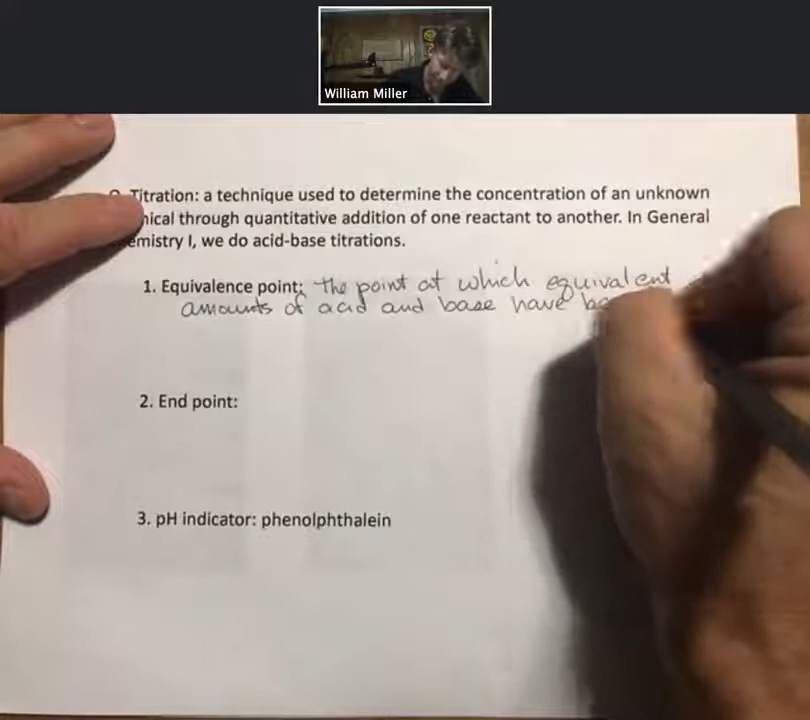 William Miller
Titration: a technique used to determine the concentration of an unknown
through quantitative addition of one reactant to another. In General
I, we do acid-base titrations.
1. Equivalence point: the point at which equivalent
amounts of acid and base have
2. End point:
3. pH indicator: phenolphthalein